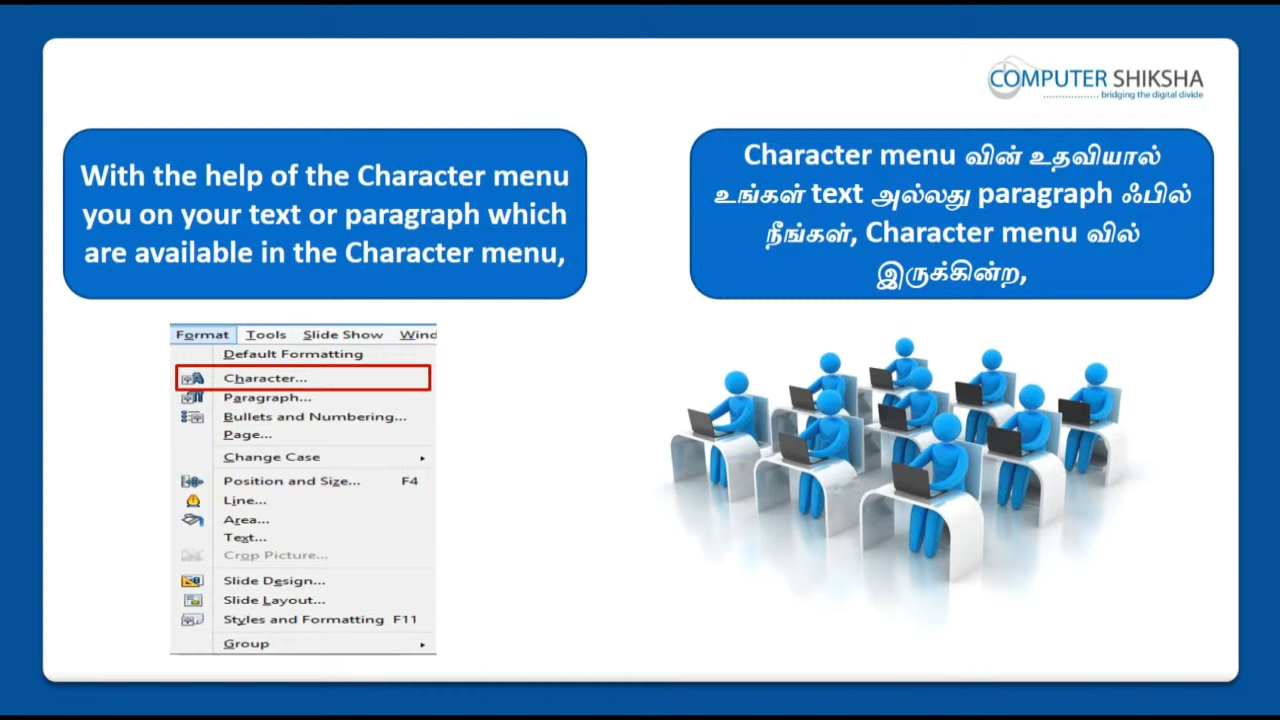 COMPUTER SHIKSHA
bridging the digital divide
With the help of the Character menu
you on your text or paragraph which
are available in the Character menu,
Character menu வின் உதவியால்
உங்கள் text அல்லது paragraph ஃபில்
நீங்கள், Character menu வில்
இருக்கின்ற,
Format Tools Slide Show Wind
Default Formatting
Character...
Paragraph...
Bullets and Numbering...
Page...
Change Case
Position and Size... F4
Line...
Area...
Text...
Crop Picture...
Slide Design...
Slide Layout...
Styles and Formatting F11
Group